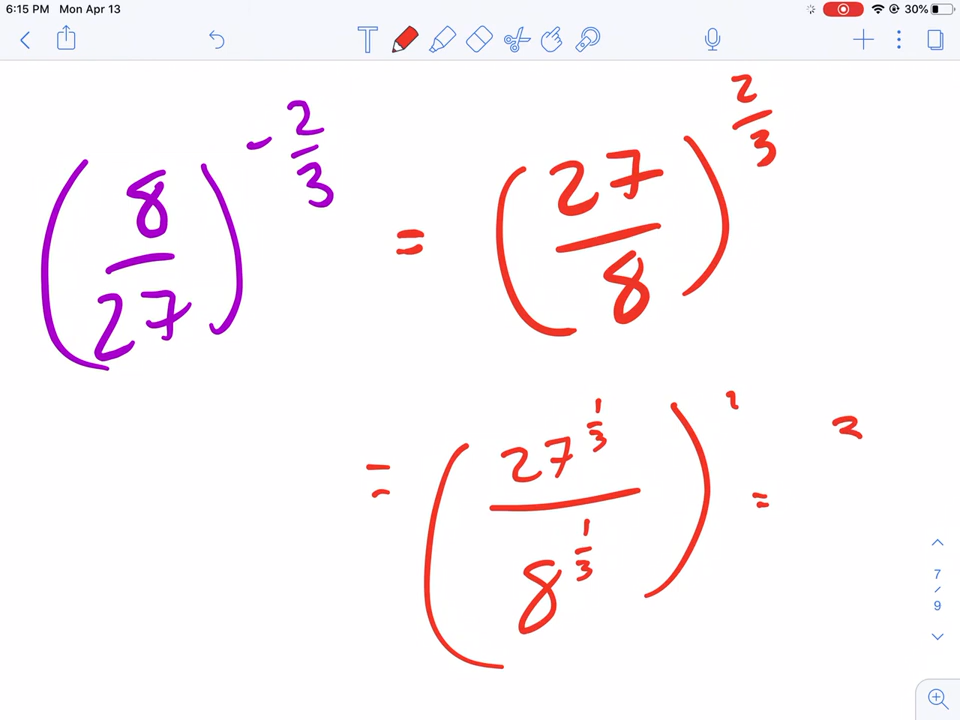 6:15 PM Mon Apr 13 30%
T
(8/27)^(-2/3) = (27/8)^(2/3)
= (27^(1/3) / 8^(1/3))^2 =
7
/
9